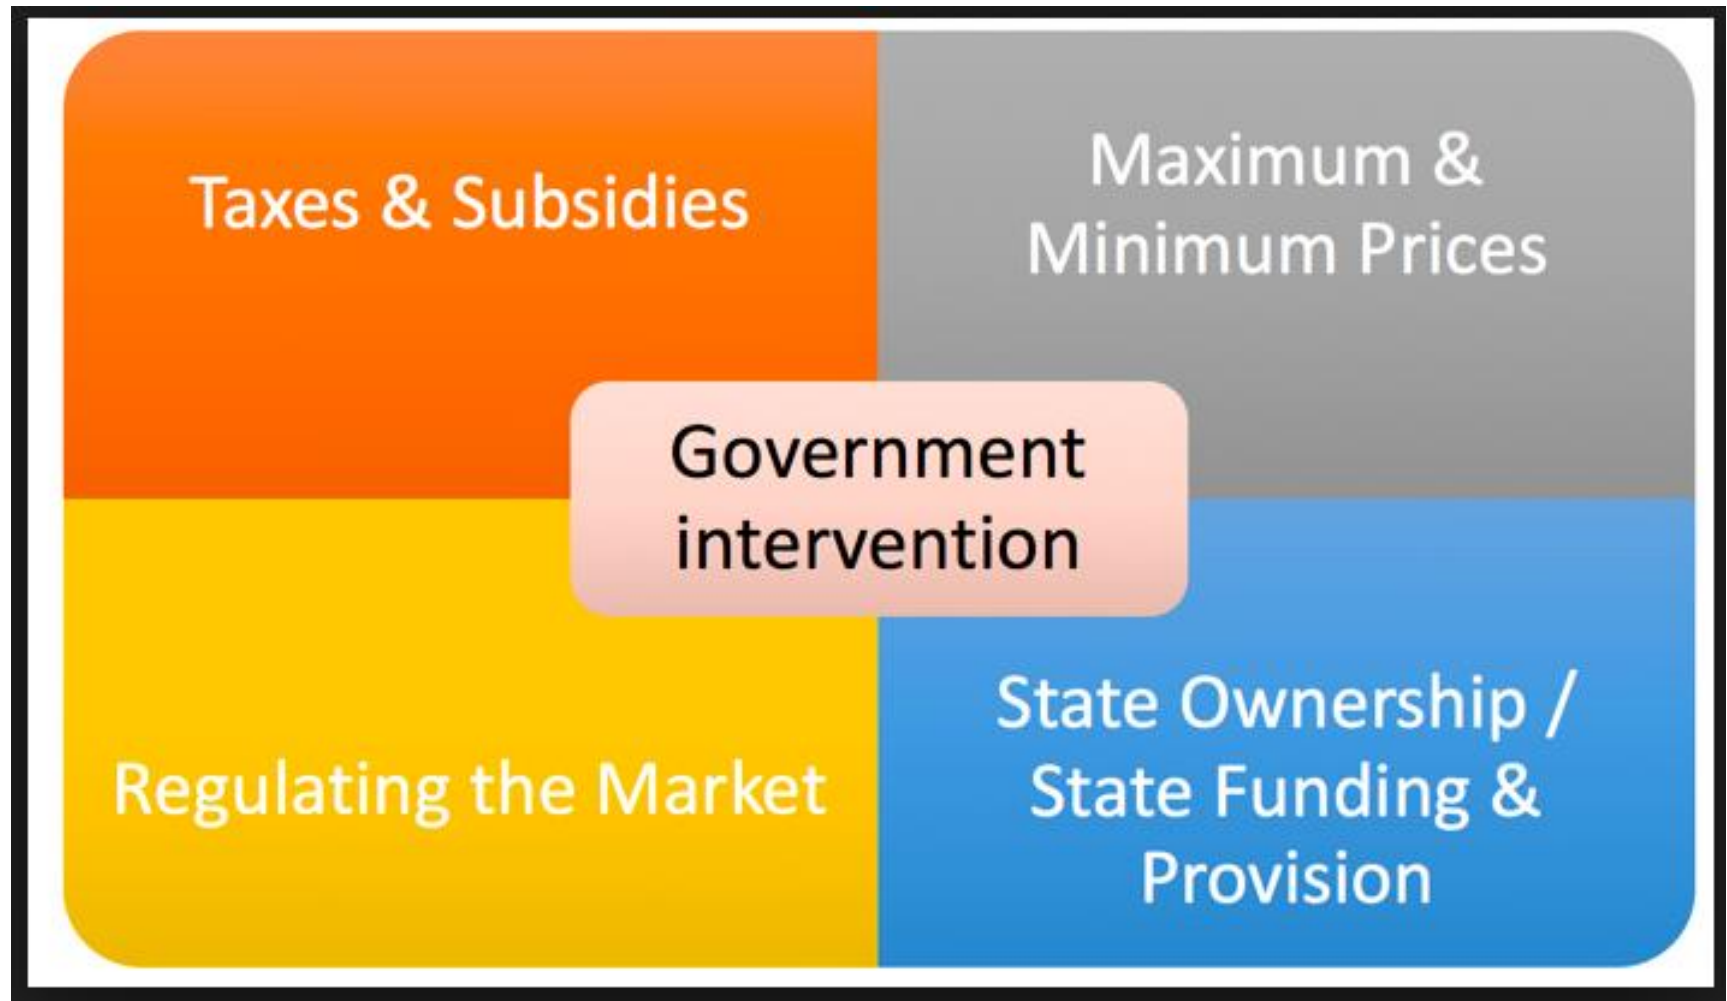 Taxes & Subsidies
Maximum &
Minimum Prices
Government
intervention
Regulating the Market
State Ownership /
State Funding &
Provision